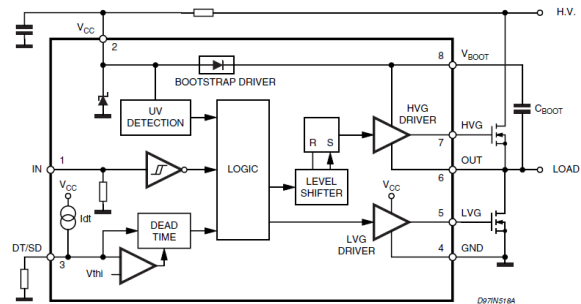 H.V.
VCC
2
8
VBOOT
BOOTSTRAP DRIVER
UV
DETECTION
HVG
DRIVER
HVG
CBOOT
R S
7
IN
1
LOGIC
OUT
LOAD
6
VCC
LEVEL
SHIFTER
VCC
Idt
DEAD
TIME
5
LVG
DT/SD
3
Vthi
LVG
DRIVER
4
GND
D97IN518A